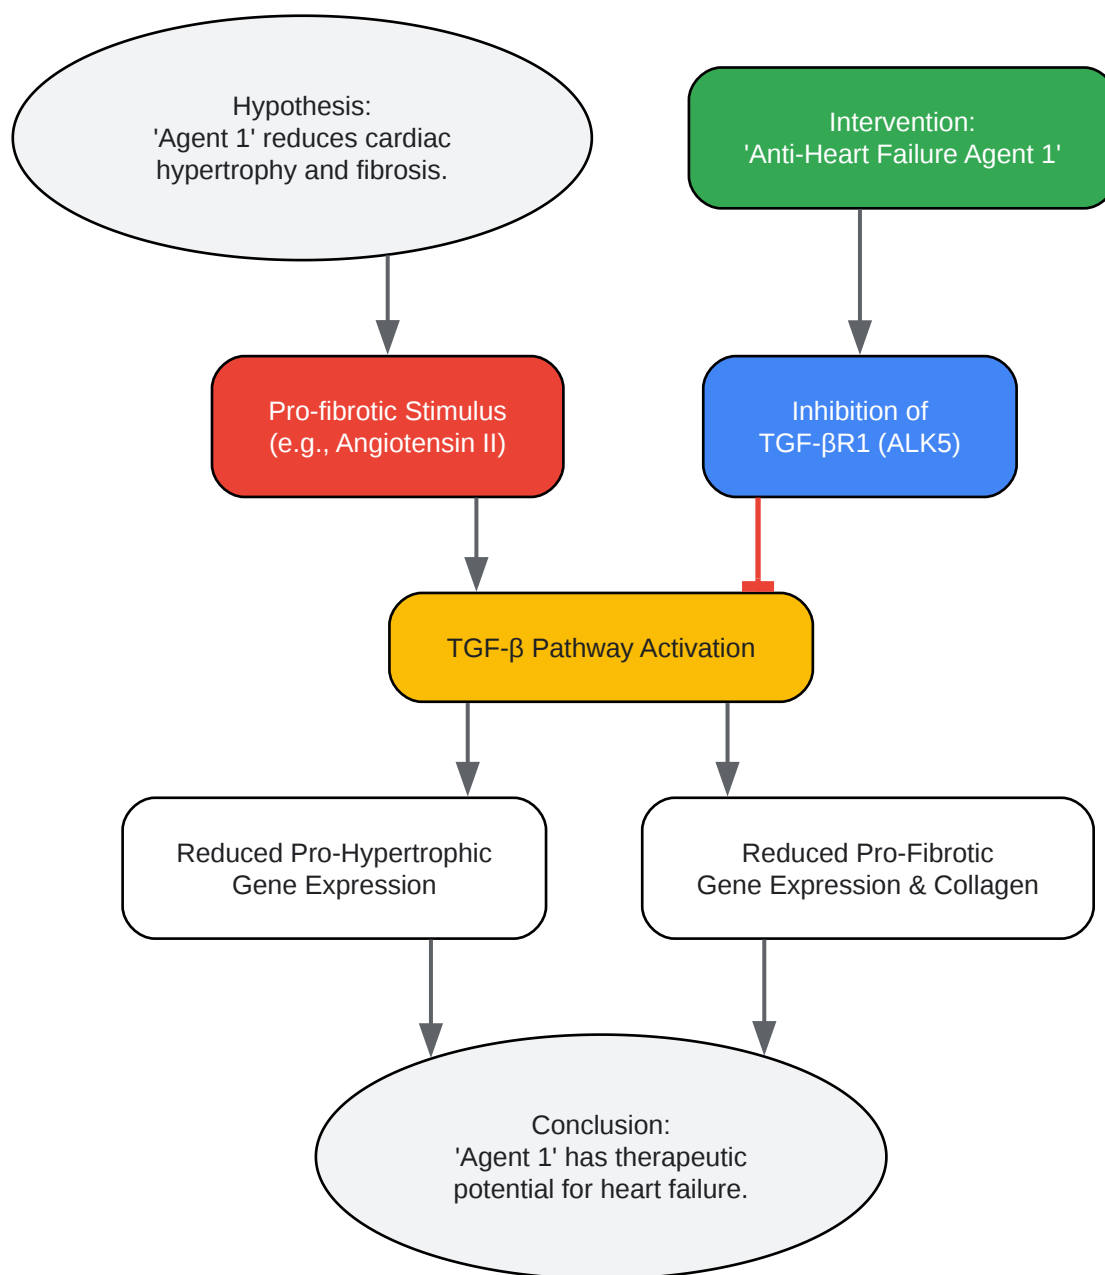 Hypothesis:
'Agent 1' reduces cardiac
hypertrophy and fibrosis.
Intervention:
'Anti-Heart Failure Agent 1'
Pro-fibrotic Stimulus
(e.g., Angiotensin II)
Inhibition of
TGF-βR1 (ALK5)
TGF-β Pathway Activation
Reduced Pro-Hypertrophic
Gene Expression
Reduced Pro-Fibrotic
Gene Expression & Collagen
Conclusion:
'Agent 1' has therapeutic
potential for heart failure.